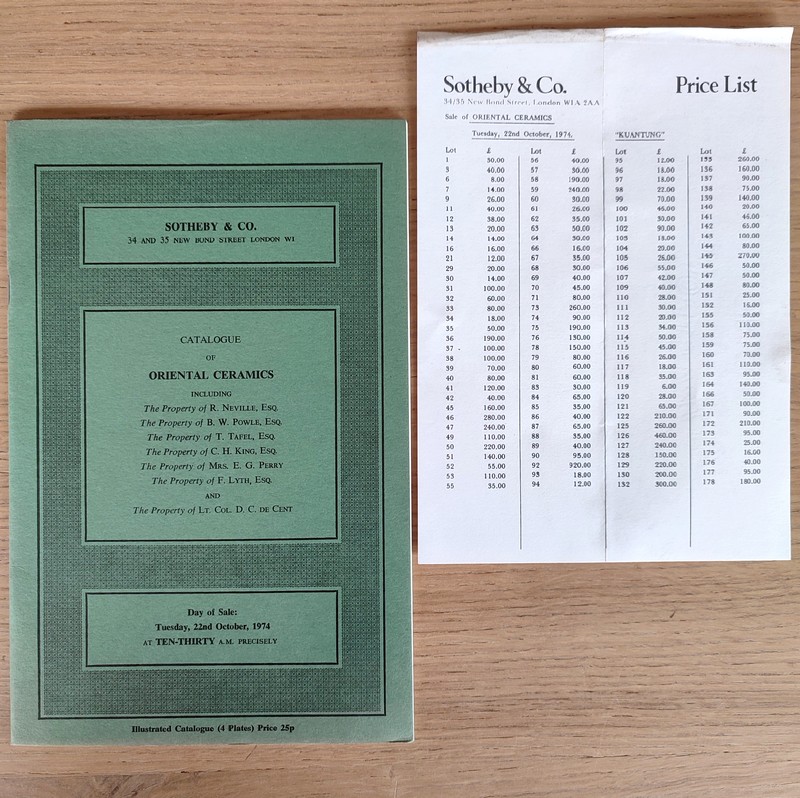 SOTHEBY & CO.
34 AND 35 NEW BOND STREET LONDON W1
CATALOGUE
OF
ORIENTAL CERAMICS
INCLUDING
The Property of R. NEVILLE, ESQ.
The Property of B. W. POWLE, ESQ.
The Property of T. TAFEL, ESQ.
The Property of C. H. KING, ESQ.
The Property of MRS. E. G. PERRY
The Property of F. LYTH, ESQ.
AND
The Property of LT. COL. D. C. DE CENT
Day of Sale:
Tuesday, 22nd October, 1974
AT TEN-THIRTY A.M. PRECISELY
Illustrated Catalogue (4 Plates) Price 25p
Sotheby & Co. Price List
34/35 New Bond Street, London W1A 2AA
Sale of ORIENTAL CERAMICS
Tuesday, 22nd October, 1974. "KUANTUNG"
Lot £ Lot £ Lot £ Lot £
1 50.00 56 40.00 95 12.00 135 260.00
3 40.00 57 30.00 96 18.00 136 160.00
6 8.00 58 190.00 97 18.00 137 90.00
7 14.00 59 240.00 98 22.00 138 75.00
9 26.00 60 30.00 99 70.00 139 140.00
11 40.00 61 26.00 100 46.00 140 20.00
12 38.00 62 35.00 101 30.00 141 46.00
13 20.00 63 50.00 102 90.00 142 65.00
14 14.00 64 30.00 103 18.00 143 100.00
16 16.00 66 16.00 104 20.00 144 80.00
21 12.00 67 35.00 105 26.00 145 270.00
29 20.00 68 30.00 106 55.00 146 50.00
30 14.00 69 40.00 107 42.00 147 50.00
31 100.00 70 45.00 109 40.00 148 80.00
32 60.00 71 80.00 110 28.00 151 25.00
33 80.00 73 260.00 111 30.00 152 16.00
34 18.00 74 90.00 112 20.00 155 50.00
35 50.00 75 190.00 113 34.00 156 110.00
36 190.00 76 130.00 114 50.00 158 75.00
37 100.00 78 150.00 115 45.00 159 75.00
38 100.00 79 80.00 116 26.00 160 70.00
39 70.00 80 60.00 117 18.00 161 110.00
40 80.00 81 60.00 118 35.00 163 95.00
41 120.00 83 30.00 119 6.00 164 140.00
42 40.00 84 65.00 120 28.00 166 50.00
45 160.00 85 35.00 121 65.00 167 100.00
46 280.00 86 40.00 122 210.00 171 90.00
47 240.00 87 65.00 125 260.00 172 210.00
49 110.00 88 35.00 126 460.00 173 95.00
50 220.00 89 40.00 127 240.00 174 25.00
51 140.00 90 95.00 128 150.00 175 16.00
52 55.00 92 920.00 129 220.00 176 40.00
53 110.00 93 18.00 130 200.00 177 95.00
55 35.00 94 12.00 132 300.00 178 180.00